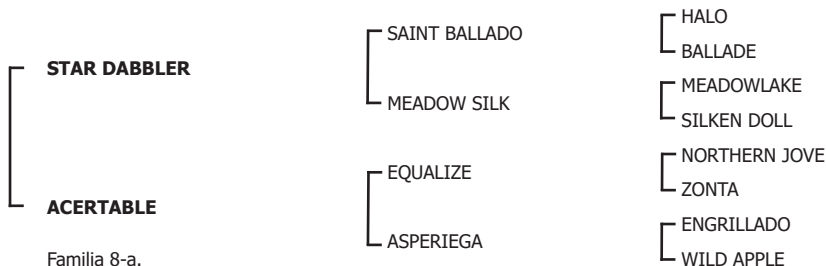 HALO
SAINT BALLADO
BALLADE
STAR DABBLER
MEADOWLAKE
MEADOW SILK
SILKEN DOLL
NORTHERN JOVE
EQUALIZE
ZONTA
ACERTABLE
ENGRILLADO
ASPERIEGA
Familia 8-a.
WILD APPLE